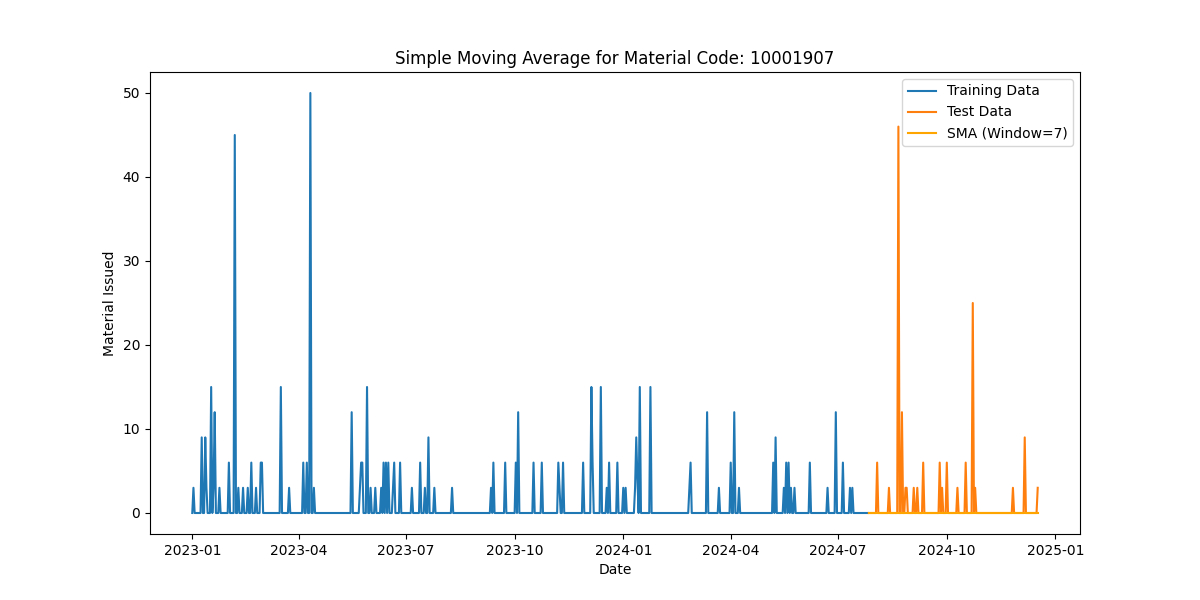 Simple Moving Average for Material Code: 10001907
Training Data
Test Data
SMA (Window=7)
Material Issued
50
40
30
20
10
0
2023-01 2023-04 2023-07 2023-10 2024-01 2024-04 2024-07 2024-10 2025-01
Date